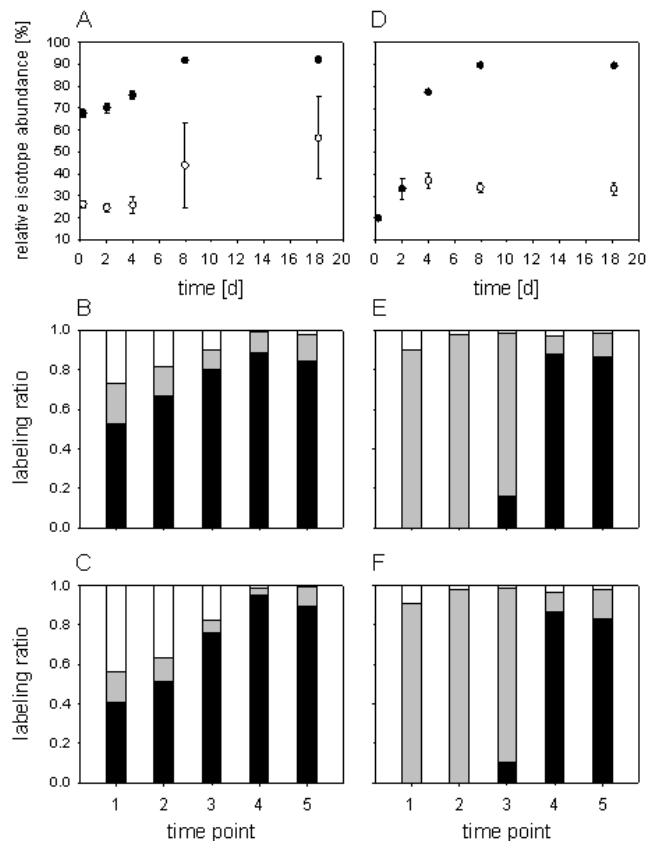 A
D
relative isotope abundance [%]
100
90
80
70
60
50
40
30
20
10
0 2 4 6 8 10 12 14 16 18 20
0 2 4 6 8 10 12 14 16 18 20
time [d]
time [d]
B
E
labeling ratio
1.0
0.8
0.6
0.4
0.2
0.0
C
F
labeling ratio
1.0
0.8
0.6
0.4
0.2
0.0
1 2 3 4 5
1 2 3 4 5
time point
time point